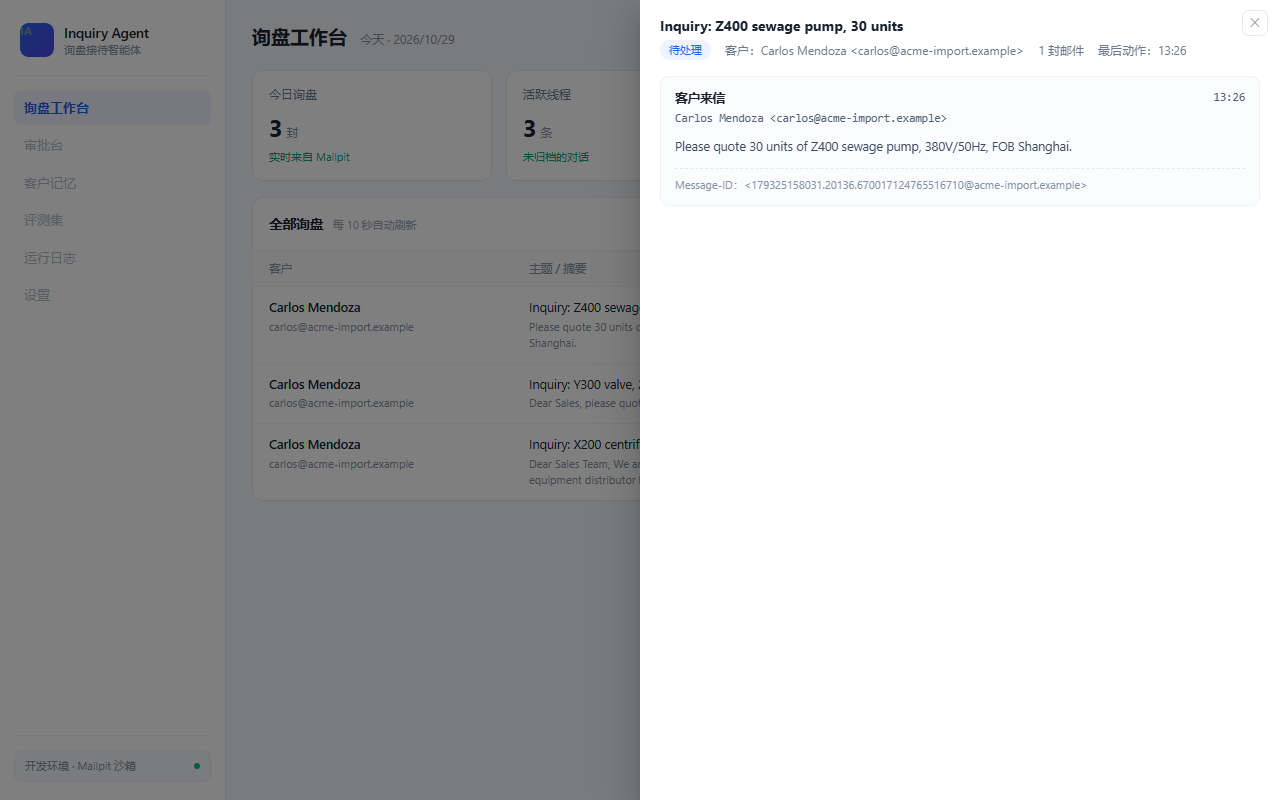 IA
Inquiry Agent
询盘接待智能体
询盘工作台
审批台
客户记忆
评测集
运行日志
设置
开发环境 · Mailpit 沙箱
询盘工作台 今天 · 2026/10/29
今日询盘
3 封
实时来自 Mailpit
活跃线程
3 条
未归档的对话
全部询盘 每 10 秒自动刷新
客户 主题 / 摘要
Carlos Mendoza
carlos@acme-import.example
Inquiry: Z400 sewag
Please quote 30 units
Shanghai.
Carlos Mendoza
carlos@acme-import.example
Inquiry: Y300 valve,
Dear Sales, please quot
Carlos Mendoza
carlos@acme-import.example
Inquiry: X200 centrif
Dear Sales Team, We ar
equipment distributor
Inquiry: Z400 sewage pump, 30 units
待处理 客户：Carlos Mendoza <carlos@acme-import.example> 1 封邮件 最后动作：13:26
客户来信 13:26
Carlos Mendoza <carlos@acme-import.example>
Please quote 30 units of Z400 sewage pump, 380V/50Hz, FOB Shanghai.
Message-ID：<179325158031.20136.670017124765516710@acme-import.example>